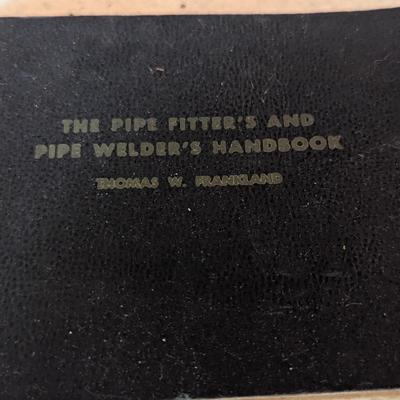 THE PIPE FITTER'S AND
PIPE WELDER'S HANDBOOK
THOMAS W. FRANKLAND